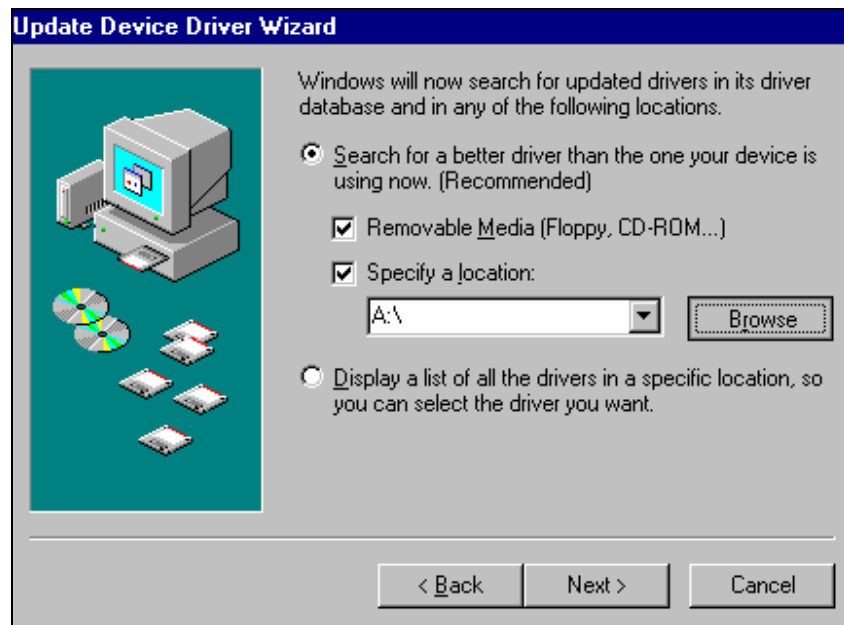 Update Device Driver Wizard
Windows will now search for updated drivers in its driver
database and in any of the following locations.
Search for a better driver than the one your device is
using now. (Recommended)
Removable Media (Floppy, CD-ROM...)
Specify a location:
A:\
Browse
Display a list of all the drivers in a specific location, so
you can select the driver you want.
< Back
Next >
Cancel